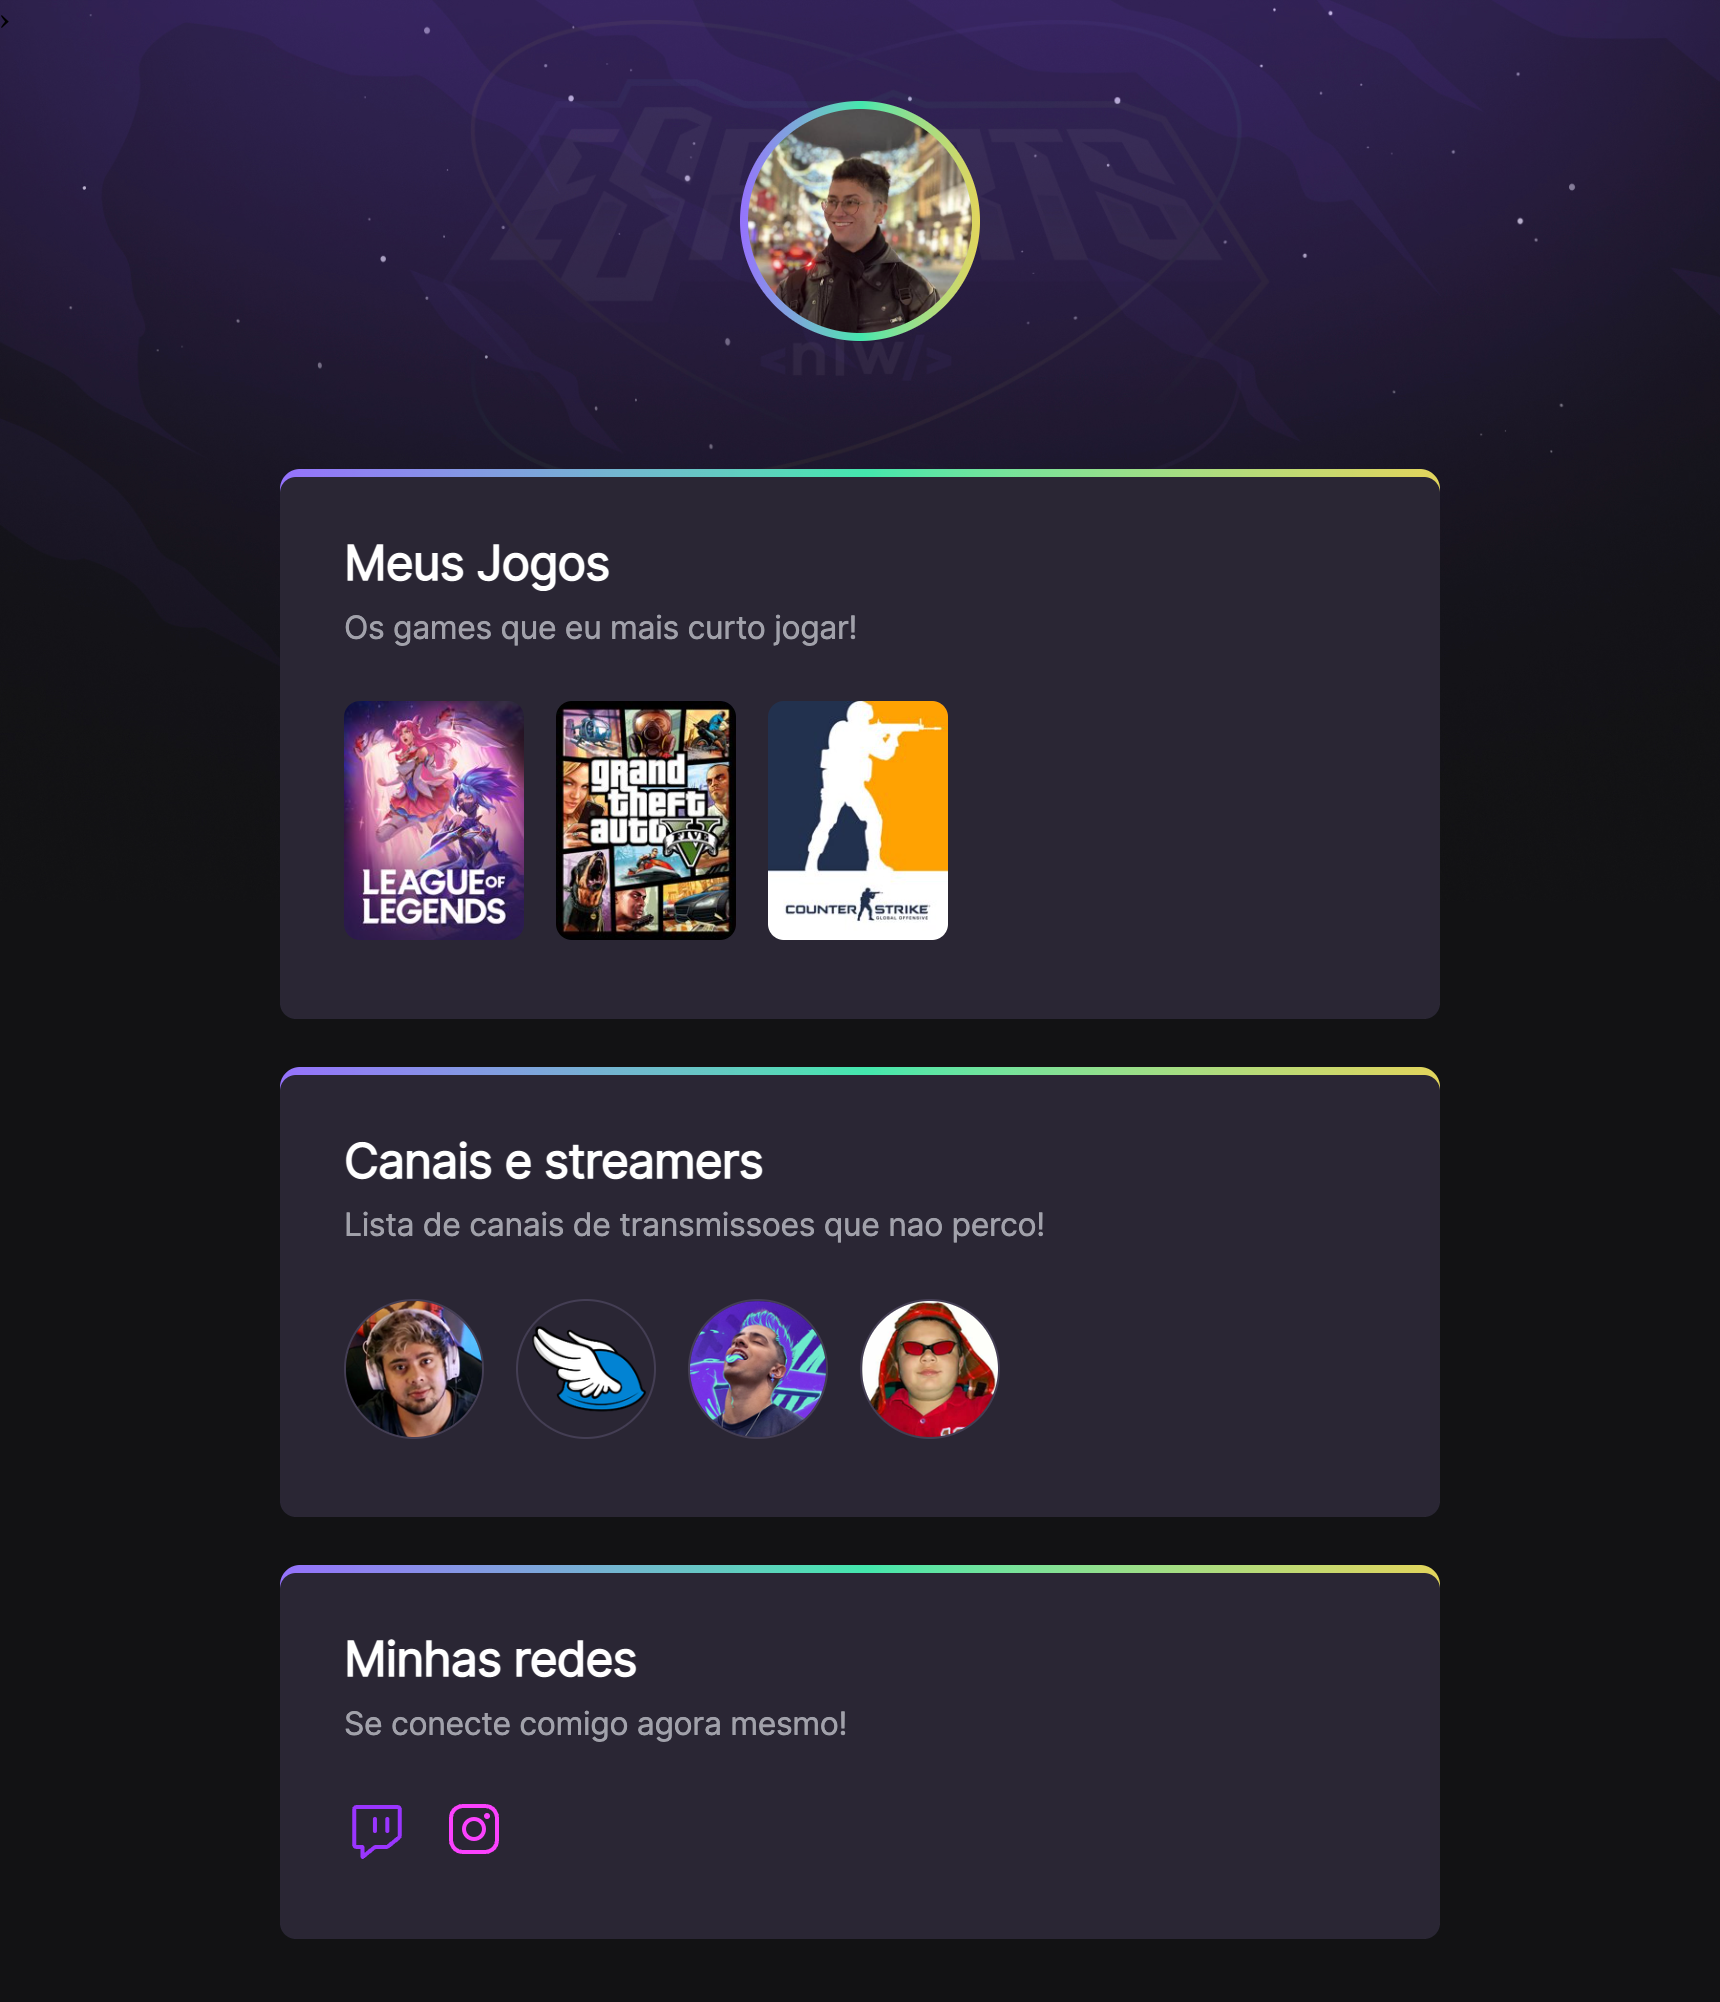 ›
ESPORTS
<nlw/>
Meus Jogos
Os games que eu mais curto jogar!
LEAGUE OF
LEGENDS
grand
theft
auto V
FIVE
COUNTER STRIKE
GLOBAL OFFENSIVE
Canais e streamers
Lista de canais de transmissoes que nao perco!
Minhas redes
Se conecte comigo agora mesmo!